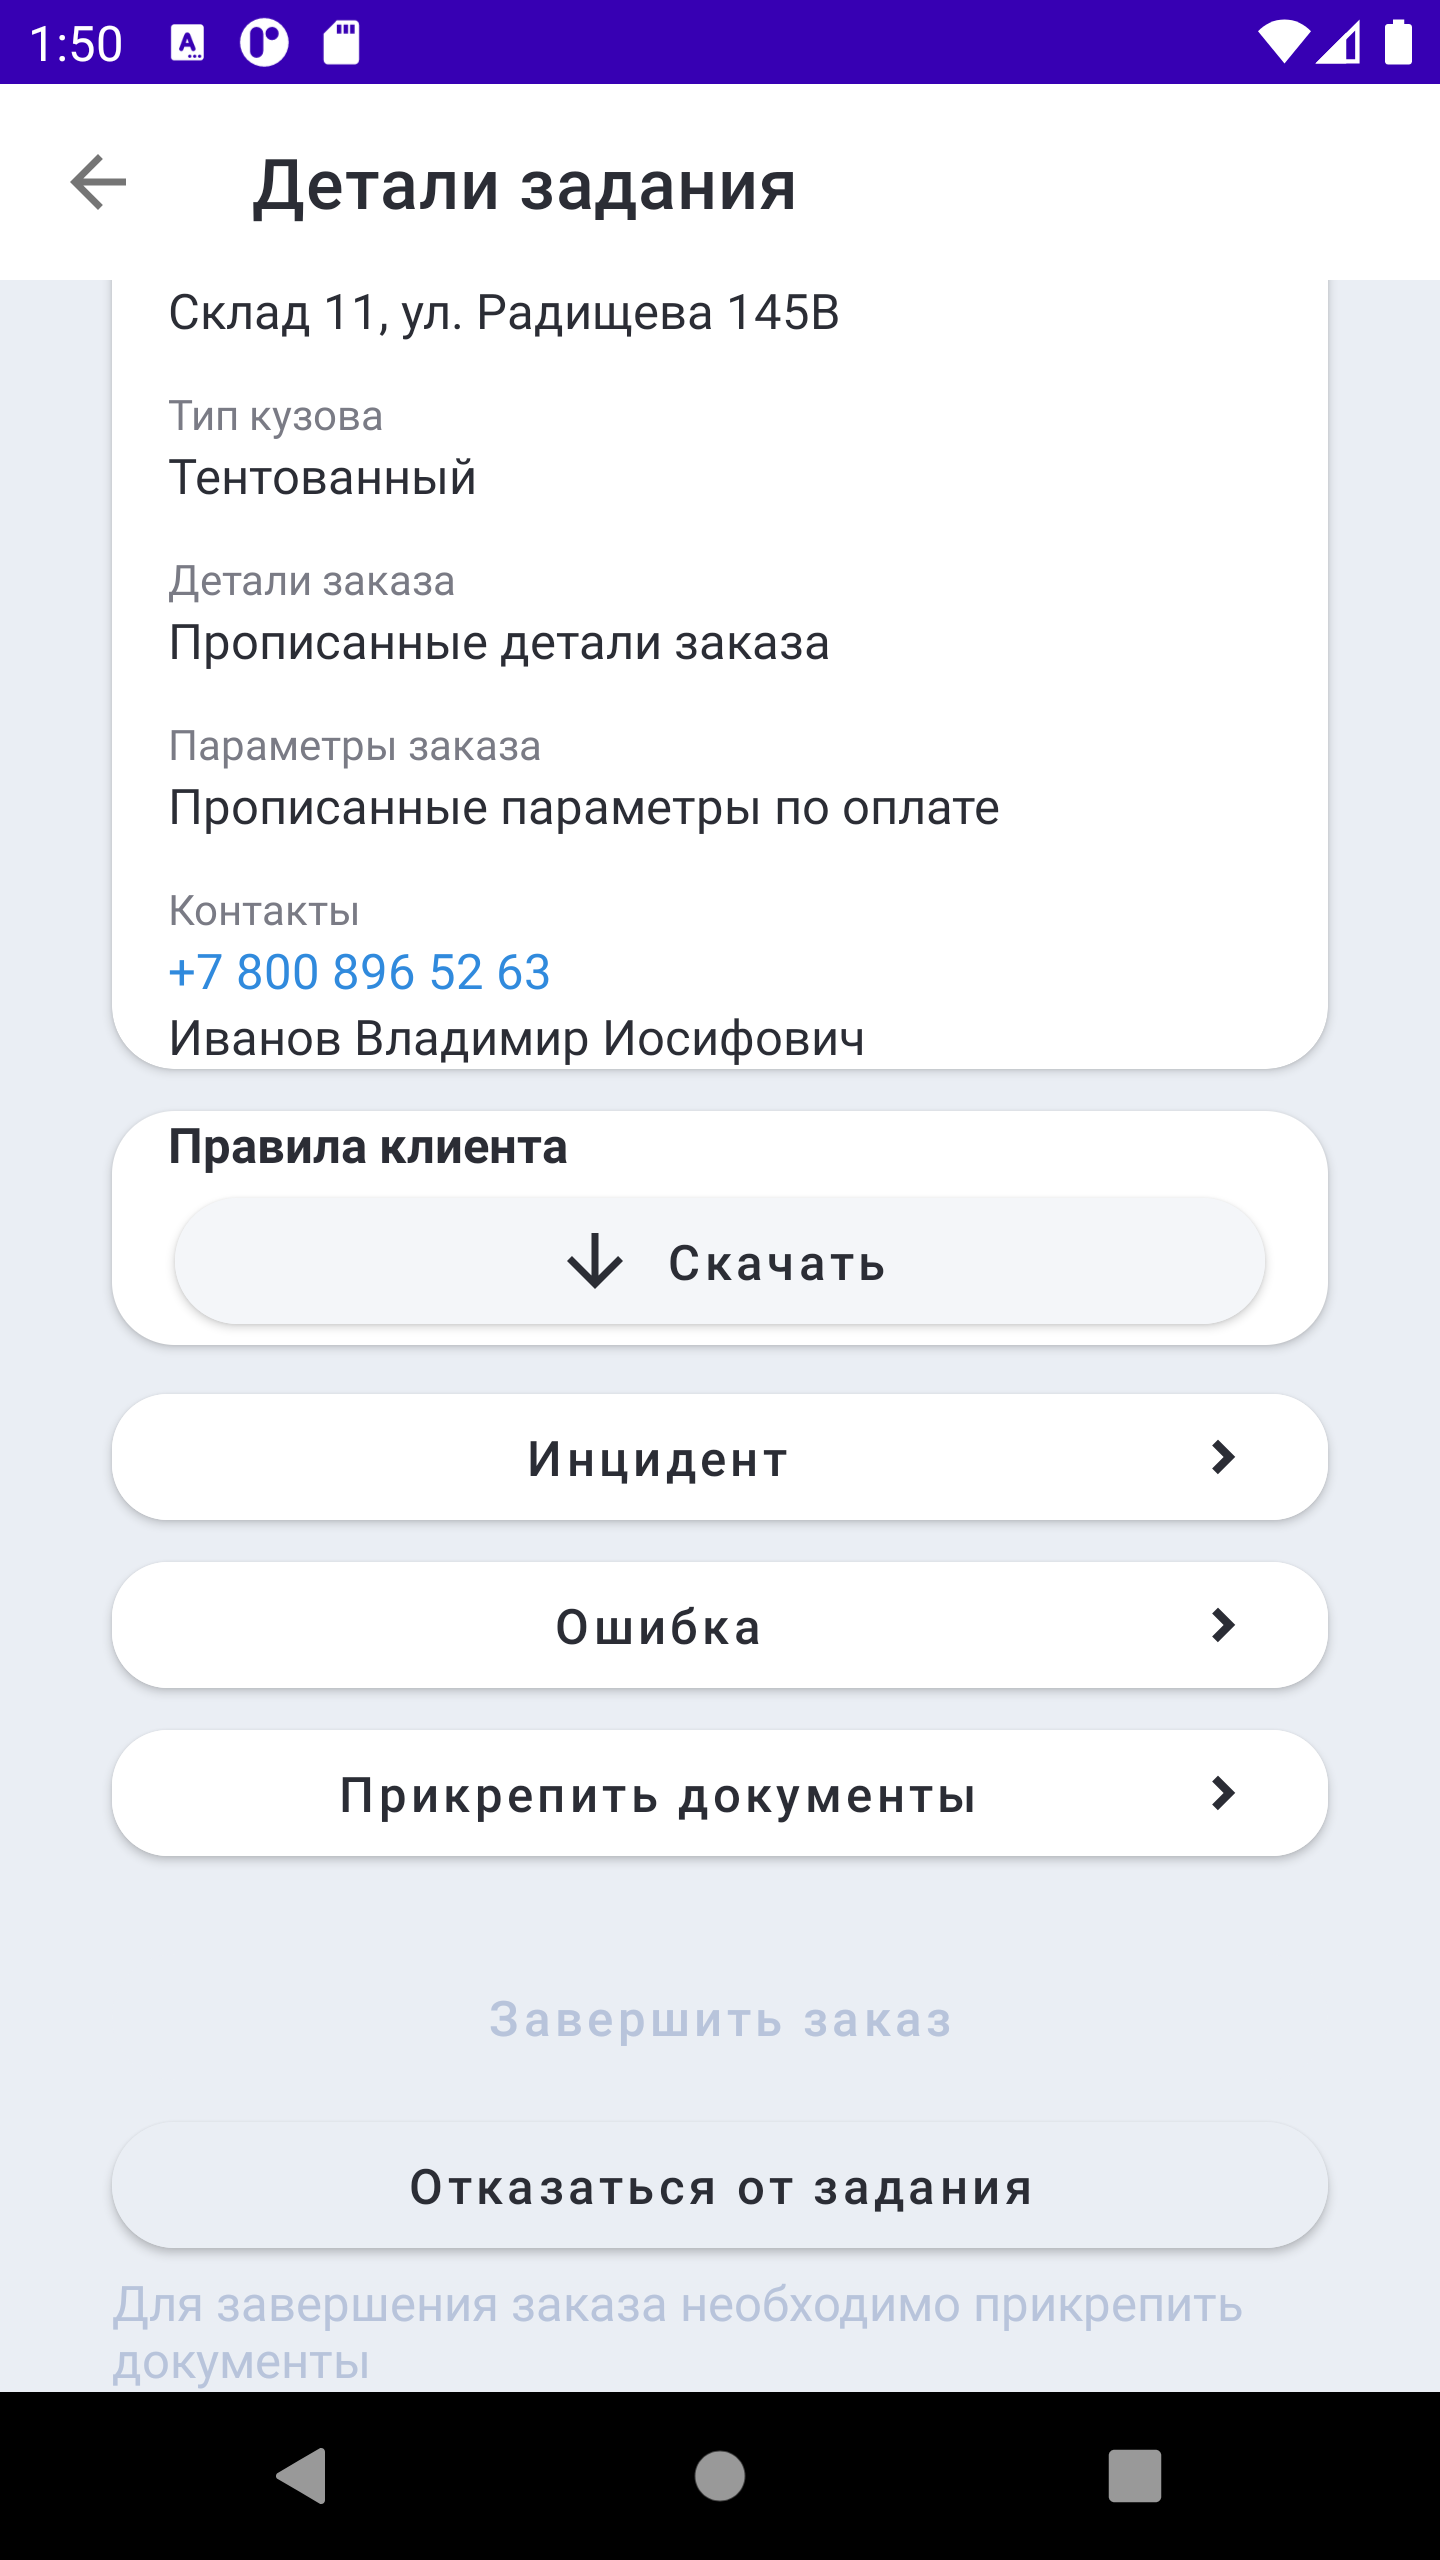 1:50
Детали задания
Склад 11, ул. Радищева 145В
Тип кузова
Тентованный
Детали заказа
Прописанные детали заказа
Параметры заказа
Прописанные параметры по оплате
Контакты
+7 800 896 52 63
Иванов Владимир Иосифович
Правила клиента
Скачать
Инцидент
Ошибка
Прикрепить документы
Завершить заказ
Отказаться от задания
Для завершения заказа необходимо прикрепить
документы